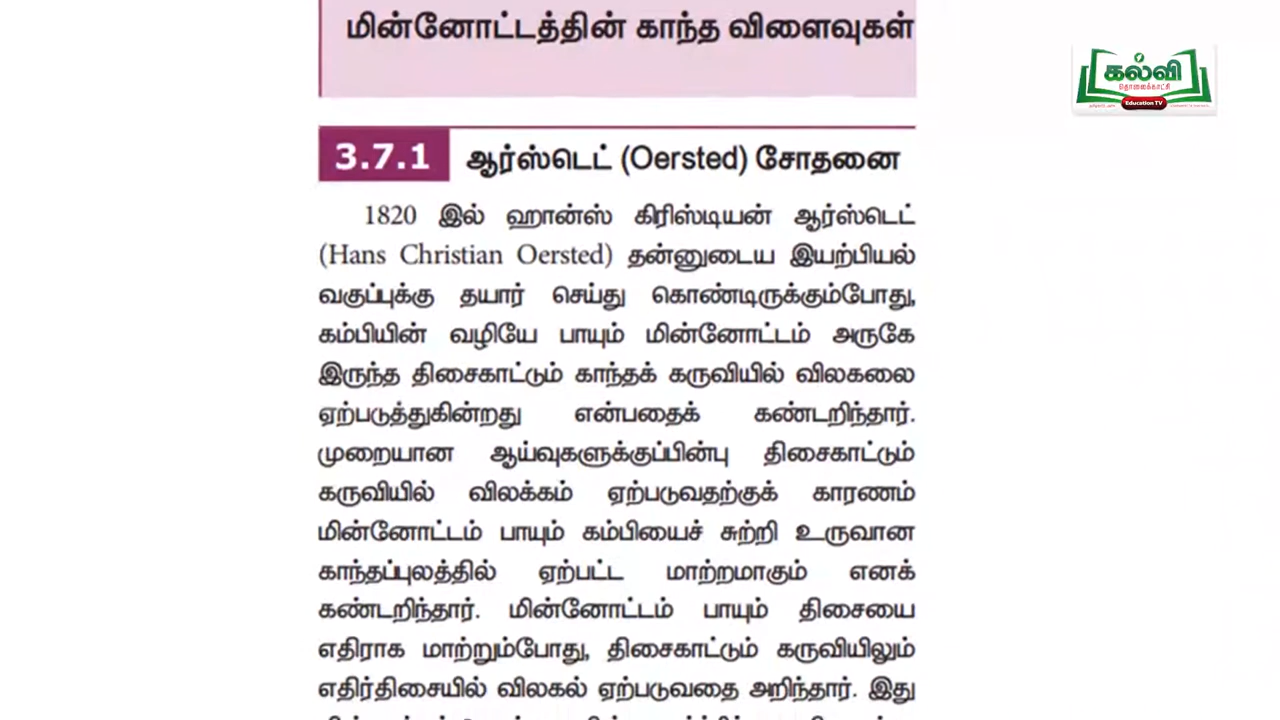 மின்னோட்டத்தின் காந்த விளைவுகள்
கல்வி
தொலைக்காட்சி
Education TV
3.7.1 ஆர்ஸ்டெட் (Oersted) சோதனை
1820 இல் ஹான்ஸ் கிரிஸ்டியன் ஆர்ஸ்டெட்
(Hans Christian Oersted) தன்னுடைய இயற்பியல்
வகுப்புக்கு தயார் செய்து கொண்டிருக்கும்போது,
கம்பியின் வழியே பாயும் மின்னோட்டம் அருகே
இருந்த திசைகாட்டும் காந்தக் கருவியில் விலகலை
ஏற்படுத்துகின்றது என்பதைக் கண்டறிந்தார்.
முறையான ஆய்வுகளுக்குப்பின்பு திசைகாட்டும்
கருவியில் விலக்கம் ஏற்படுவதற்குக் காரணம்
மின்னோட்டம் பாயும் கம்பியைச் சுற்றி உருவான
காந்தப்புலத்தில் ஏற்பட்ட மாற்றமாகும் எனக்
கண்டறிந்தார். மின்னோட்டம் பாயும் திசையை
எதிராக மாற்றும்போது, திசைகாட்டும் கருவியிலும்
எதிர்திசையில் விலகல் ஏற்படுவதை அறிந்தார். இது